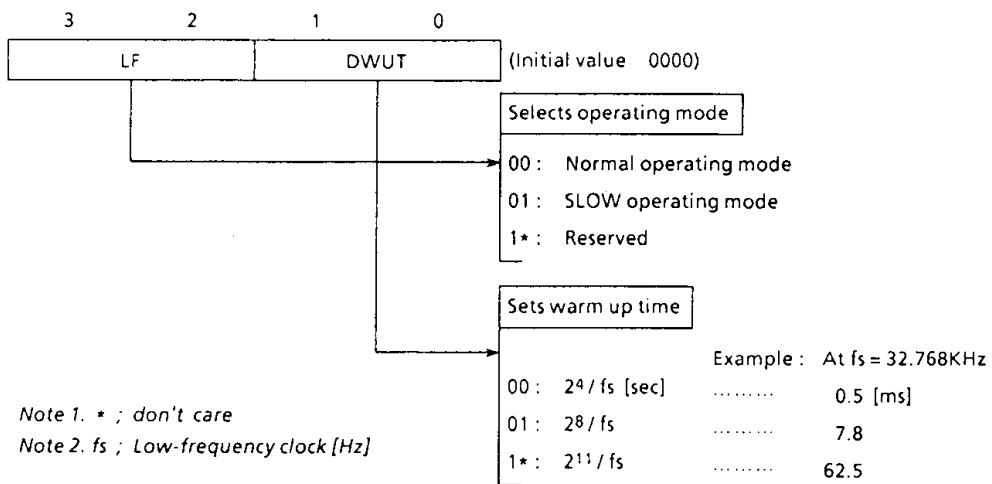 3 2 1 0
LF DWUT (Initial value 0000)
Selects operating mode
00 : Normal operating mode
01 : SLOW operating mode
1* : Reserved
Sets warm up time
Example : At fs = 32.768KHz
00 : 2⁴ / fs [sec] ......... 0.5 [ms]
01 : 2⁸ / fs ......... 7.8
1* : 2¹¹ / fs ......... 62.5
Note 1. * ; don't care
Note 2. fs ; Low-frequency clock [Hz]